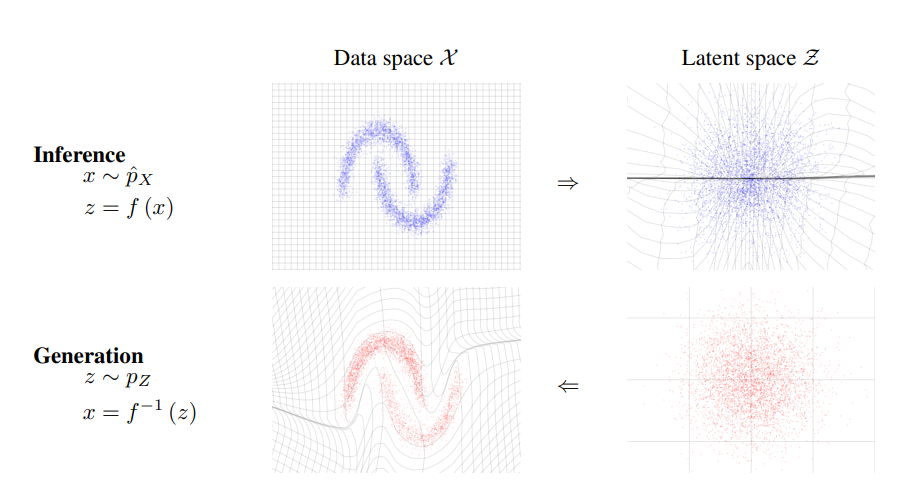 Data space 𝒳
Latent space 𝒵
Inference
x ∼ p̂_X
z = f (x)
⇒
Generation
z ∼ p_Z
x = f⁻¹ (z)
⇐